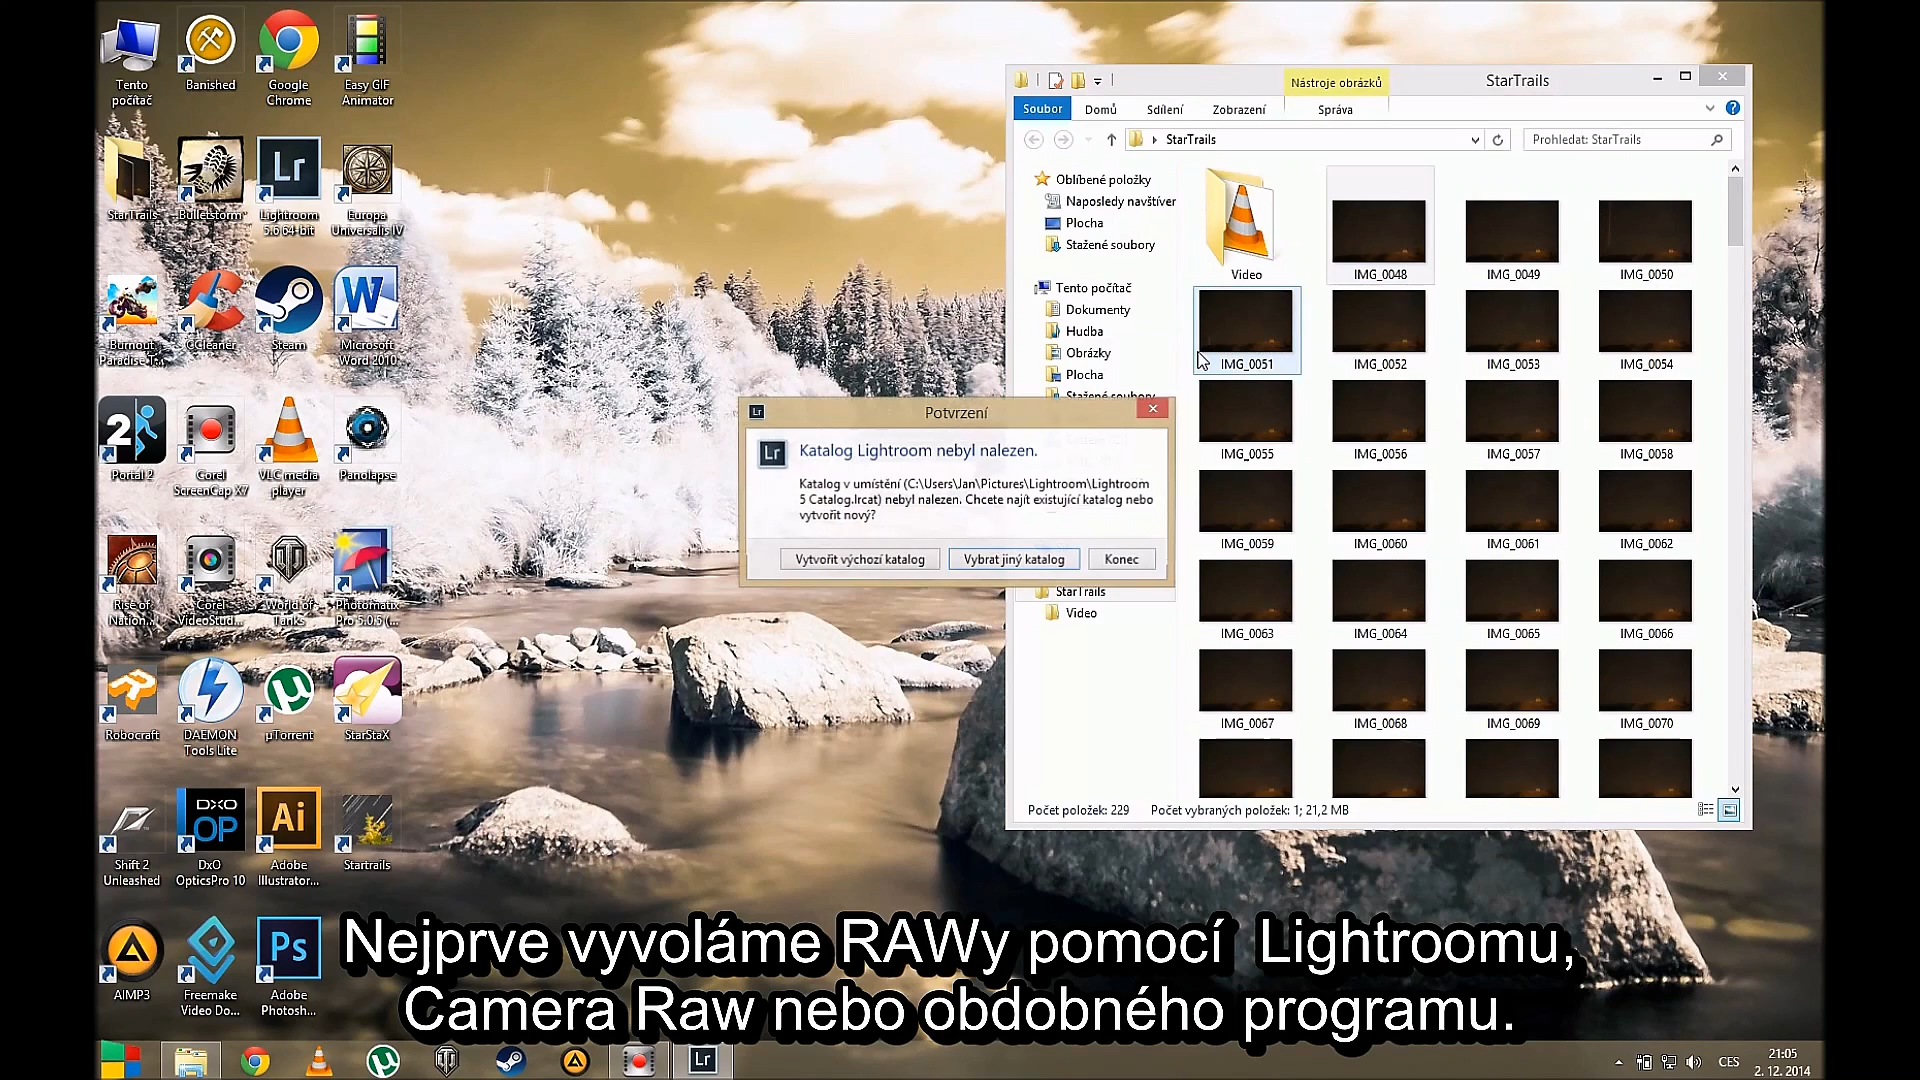 Tento
počítač
Banished
Google
Chrome
Easy GIF
Animator
StarTrails
Bulletstorm
Lightroom
5.6 64-bit
Europa
Universalis IV
Burnout
Paradise T...
CCleaner
Steam
Microsoft
Word 2010
Portal 2
Corel
ScreenCap X7
VLC media
player
Panolapse
Rise of
Nation...
Corel
VideoStud...
World of
Tanks
Photomatix
Pro 5.0.5 (...
Robocraft
DAEMON
Tools Lite
µTorrent
StarStaX
Shift 2
Unleashed
DxO
OpticsPro 10
Adobe
Illustrator...
Startrails
AIMP3
Freemake
Video Do...
Adobe
Photosh...
Nástroje obrázků
StarTrails
Soubor
Domů
Sdílení
Zobrazení
Správa
StarTrails
Prohledat: StarTrails
Oblíbené položky
Naposledy navštíver
Plocha
Stažené soubory
Tento počítač
Dokumenty
Hudba
Obrázky
Plocha
Stažené soubory
StarTrails
Video
Video
IMG_0048
IMG_0049
IMG_0050
IMG_0051
IMG_0052
IMG_0053
IMG_0054
IMG_0055
IMG_0056
IMG_0057
IMG_0058
IMG_0059
IMG_0060
IMG_0061
IMG_0062
IMG_0063
IMG_0064
IMG_0065
IMG_0066
IMG_0067
IMG_0068
IMG_0069
IMG_0070
Počet položek: 229
Počet vybraných položek: 1; 21,2 MB
Potvrzení
Katalog Lightroom nebyl nalezen.
Katalog v umístění (C:\Users\Jan\Pictures\Lightroom\Lightroom
5 Catalog.lrcat) nebyl nalezen. Chcete najít existující katalog nebo
vytvořit nový?
Vytvořit výchozí katalog
Vybrat jiný katalog
Konec
Nejprve vyvoláme RAWy pomocí Lightroomu,
Camera Raw nebo obdobného programu.
CES
21:05
2. 12. 2014